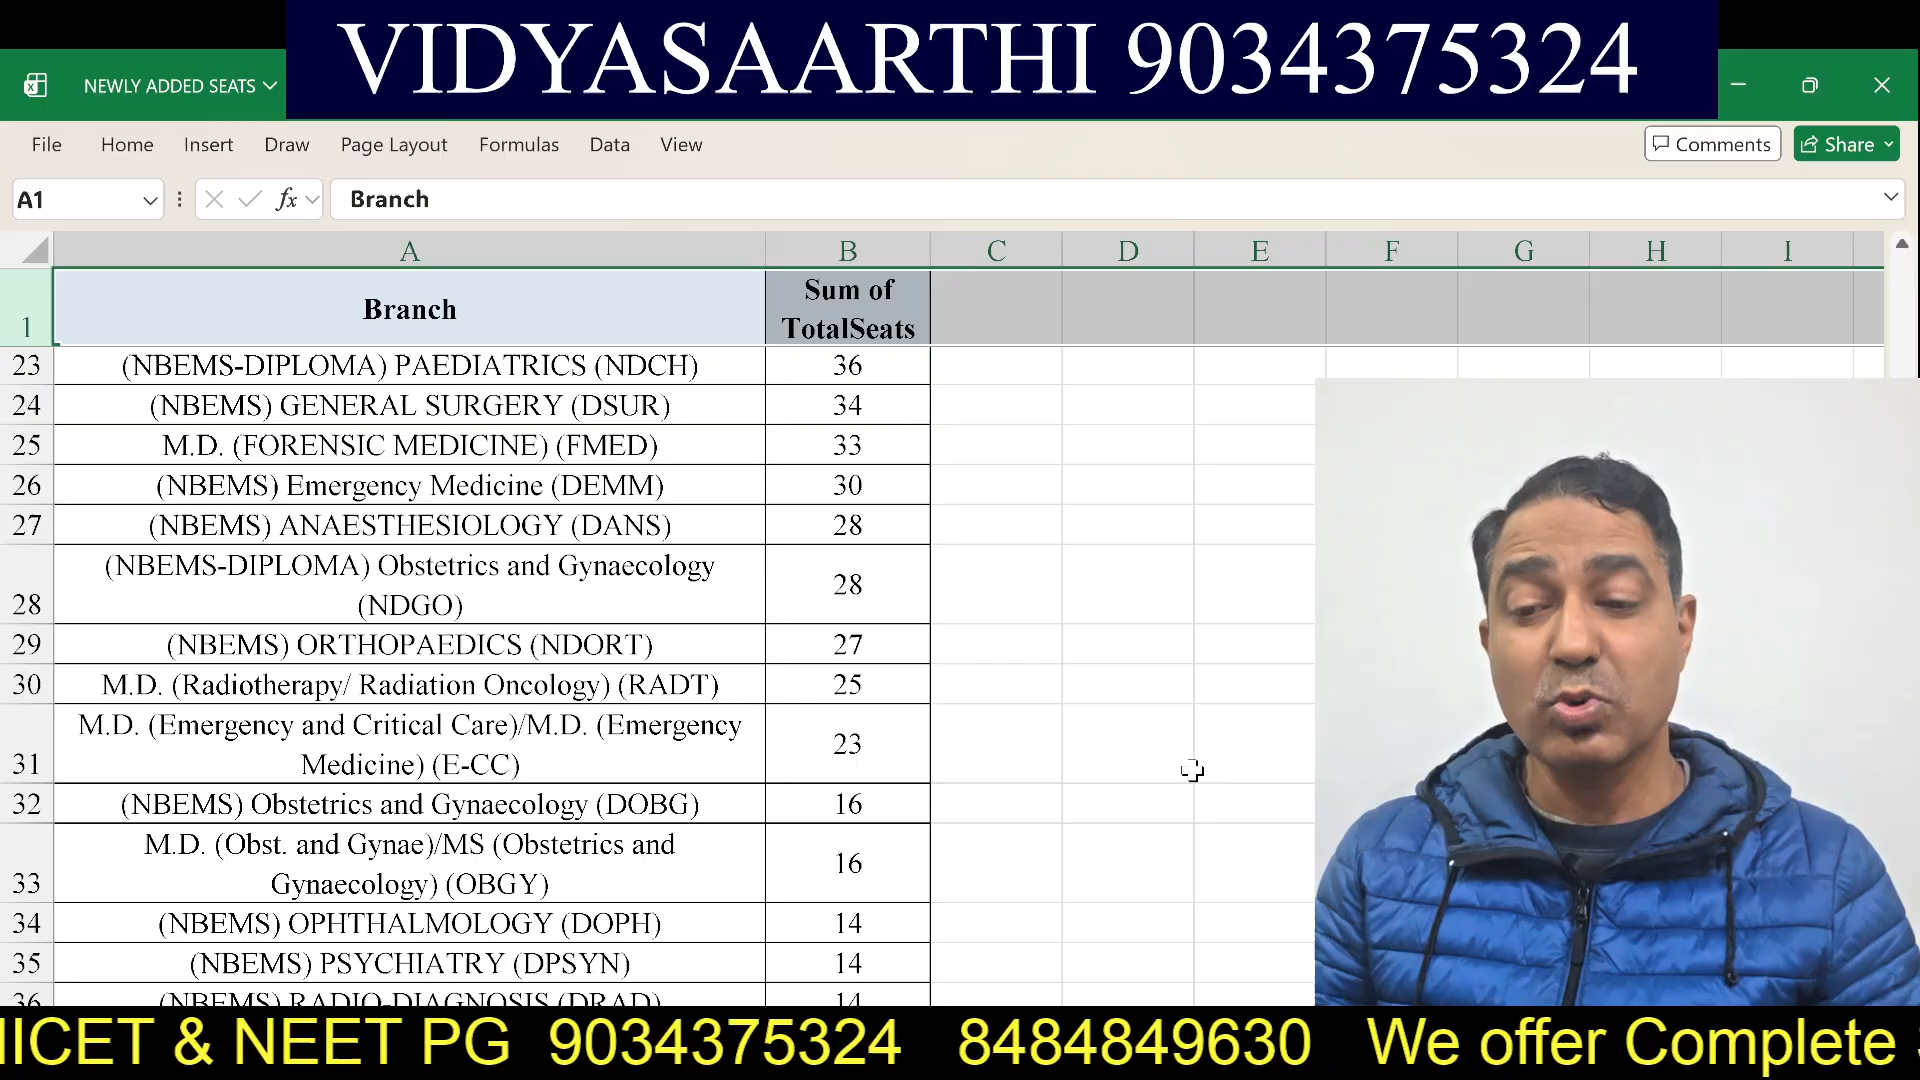 VIDYASAARTHI 9034375324
NEWLY ADDED SEATS
File Home Insert Draw Page Layout Formulas Data View Comments Share
A1 fx Branch
A B C D E F G H I
1 Branch Sum of
TotalSeats
23 (NBEMS-DIPLOMA) PAEDIATRICS (NDCH) 36
24 (NBEMS) GENERAL SURGERY (DSUR) 34
25 M.D. (FORENSIC MEDICINE) (FMED) 33
26 (NBEMS) Emergency Medicine (DEMM) 30
27 (NBEMS) ANAESTHESIOLOGY (DANS) 28
28 (NBEMS-DIPLOMA) Obstetrics and Gynaecology
(NDGO) 28
29 (NBEMS) ORTHOPAEDICS (NDORT) 27
30 M.D. (Radiotherapy/ Radiation Oncology) (RADT) 25
31 M.D. (Emergency and Critical Care)/M.D. (Emergency
Medicine) (E-CC) 23
32 (NBEMS) Obstetrics and Gynaecology (DOBG) 16
33 M.D. (Obst. and Gynae)/MS (Obstetrics and
Gynaecology) (OBGY) 16
34 (NBEMS) OPHTHALMOLOGY (DOPH) 14
35 (NBEMS) PSYCHIATRY (DPSYN) 14
36 (NBEMS) RADIO-DIAGNOSIS (DRAD) 14
ICET & NEET PG 9034375324 8484849630 We offer Complete